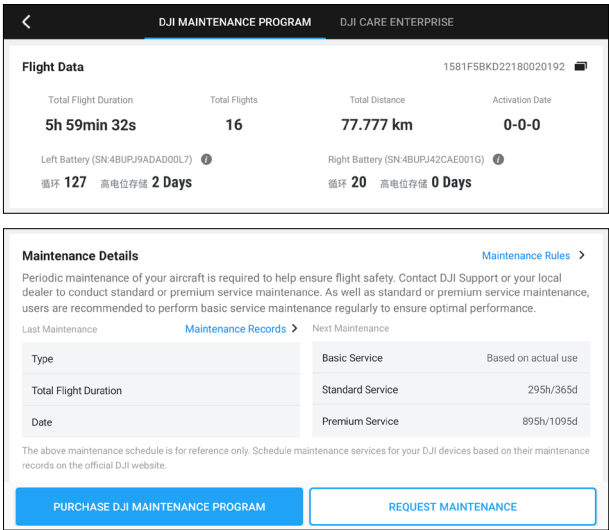 DJI MAINTENANCE PROGRAM DJI CARE ENTERPRISE
Flight Data 1581F5BKD22180020192
Total Flight Duration Total Flights Total Distance Activation Date
5h 59min 32s 16 77.777 km 0-0-0
Left Battery (SN:4BUPJ9ADAD00L7) Right Battery (SN:4BUPJ42CAE001G)
循环 127 高电位存储 2 Days 循环 20 高电位存储 0 Days
Maintenance Details Maintenance Rules >
Periodic maintenance of your aircraft is required to help ensure flight safety. Contact DJI Support or your local
dealer to conduct standard or premium service maintenance. As well as standard or premium service maintenance,
users are recommended to perform basic service maintenance regularly to ensure optimal performance.
Last Maintenance Maintenance Records > Next Maintenance
Type Basic Service Based on actual use
Total Flight Duration Standard Service 295h/365d
Date Premium Service 895h/1095d
The above maintenance schedule is for reference only. Schedule maintenance services for your DJI devices based on their maintenance
records on the official DJI website.
PURCHASE DJI MAINTENANCE PROGRAM REQUEST MAINTENANCE